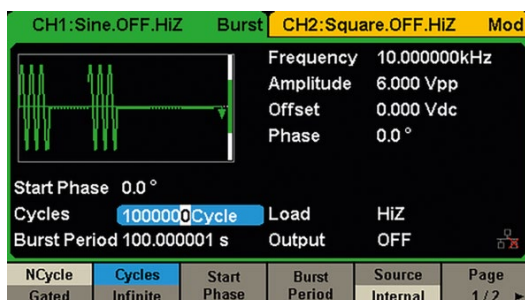 CH1:Sine.OFF.HiZ Burst CH2:Square.OFF.HiZ Mod
Frequency 10.000000kHz
Amplitude 6.000 Vpp
Offset 0.000 Vdc
Phase 0.0 °
Start Phase 0.0 °
Cycles 1000000Cycle Load HiZ
Burst Period 100.000001 s Output OFF
NCycle Cycles Start Burst Source Page
Gated Infinite Phase Period Internal 1/2 ►